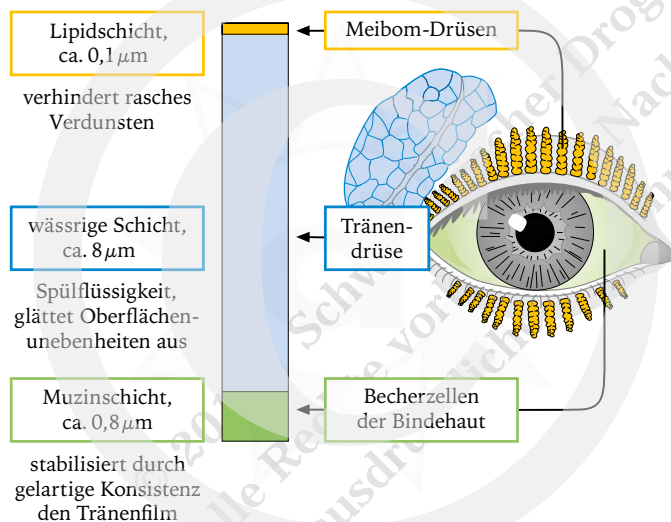 Lipidschicht,
ca. 0,1 µm
verhindert rasches
Verdunsten
Meibom-Drüsen
wässrige Schicht,
ca. 8 µm
Spülflüssigkeit,
glättet Oberflächen-
unebenheiten aus
Tränen-
drüse
Muzinschicht,
ca. 0,8 µm
stabilisiert durch
gelartige Konsistenz
den Tränenfilm
Becherzellen
der Bindehaut